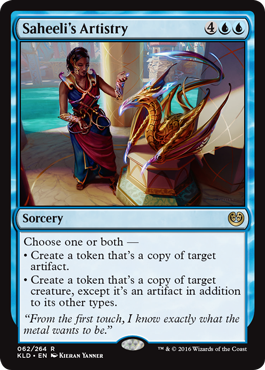 Saheeli's Artistry 4
Sorcery
Choose one or both —
• Create a token that's a copy of target
artifact.
• Create a token that's a copy of target
creature, except it's an artifact in addition
to its other types.
“From the first touch, I know exactly what the
metal wants to be.”
062/264 R
KLD • EN KIERAN YANNER
™ & © 2016 Wizards of the Coast